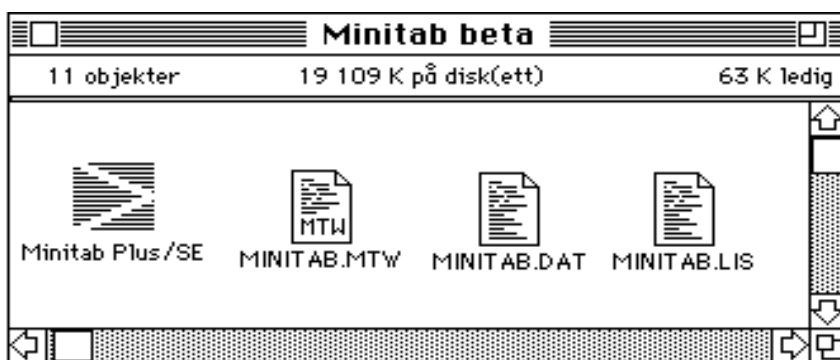 Minitab beta
11 objekter 19 109 K på disk(ett) 63 K ledig
MTW
Minitab Plus/SE MINITAB.MTW MINITAB.DAT MINITAB.LIS